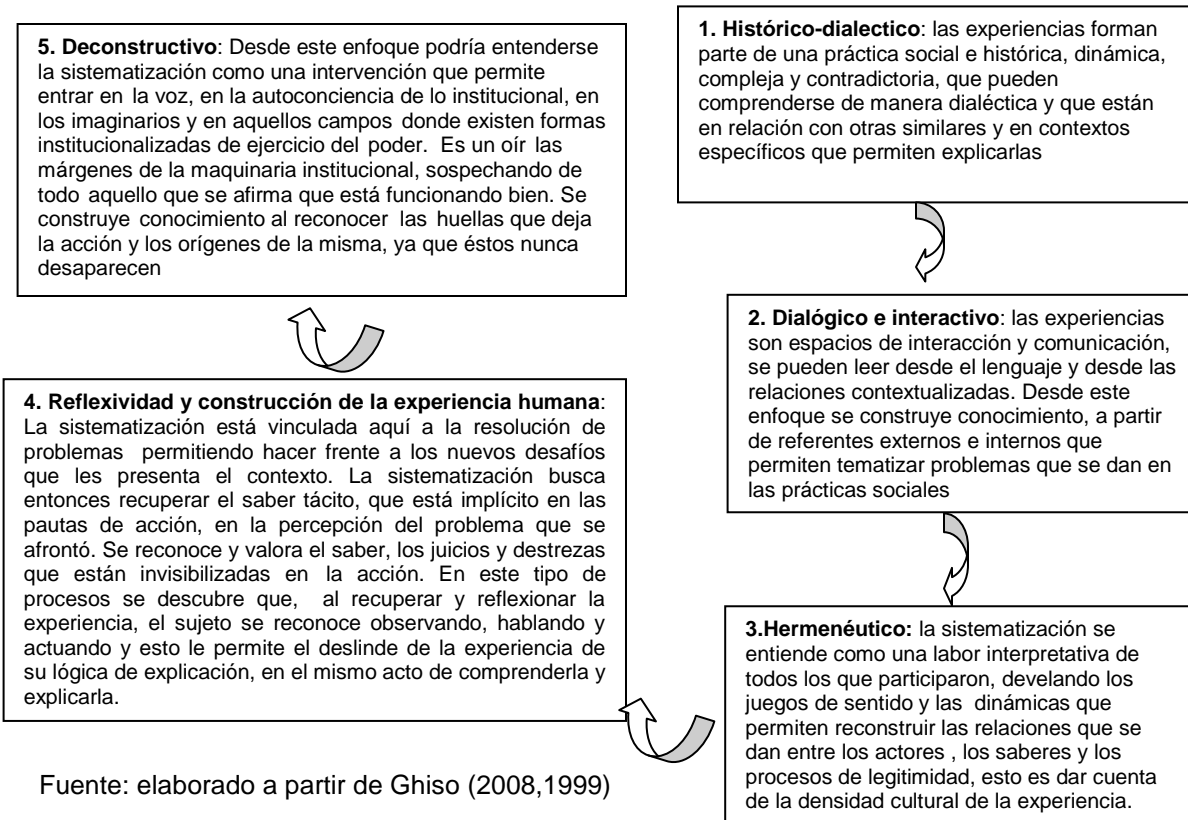 1. Histórico-dialectico: las experiencias forman
parte de una práctica social e histórica, dinámica,
compleja y contradictoria, que pueden
comprenderse de manera dialéctica y que están
en relación con otras similares y en contextos
específicos que permiten explicarlas
2. Dialógico e interactivo: las experiencias
son espacios de interacción y comunicación,
se pueden leer desde el lenguaje y desde las
relaciones contextualizadas. Desde este
enfoque se construye conocimiento, a partir
de referentes externos e internos que
permiten tematizar problemas que se dan en
las prácticas sociales
3.Hermenéutico: la sistematización se
entiende como una labor interpretativa de
todos los que participaron, develando los
juegos de sentido y las dinámicas que
permiten reconstruir las relaciones que se
dan entre los actores , los saberes y los
procesos de legitimidad, esto es dar cuenta
de la densidad cultural de la experiencia.
4. Reflexividad y construcción de la experiencia humana:
La sistematización está vinculada aquí a la resolución de
problemas permitiendo hacer frente a los nuevos desafíos
que les presenta el contexto. La sistematización busca
entonces recuperar el saber tácito, que está implícito en las
pautas de acción, en la percepción del problema que se
afrontó. Se reconoce y valora el saber, los juicios y destrezas
que están invisibilizadas en la acción. En este tipo de
procesos se descubre que, al recuperar y reflexionar la
experiencia, el sujeto se reconoce observando, hablando y
actuando y esto le permite el deslinde de la experiencia de
su lógica de explicación, en el mismo acto de comprenderla y
explicarla.
5. Deconstructivo: Desde este enfoque podría entenderse
la sistematización como una intervención que permite
entrar en la voz, en la autoconciencia de lo institucional, en
los imaginarios y en aquellos campos donde existen formas
institucionalizadas de ejercicio del poder. Es un oír las
márgenes de la maquinaria institucional, sospechando de
todo aquello que se afirma que está funcionando bien. Se
construye conocimiento al reconocer las huellas que deja
la acción y los orígenes de la misma, ya que éstos nunca
desaparecen
Fuente: elaborado a partir de Ghiso (2008,1999)